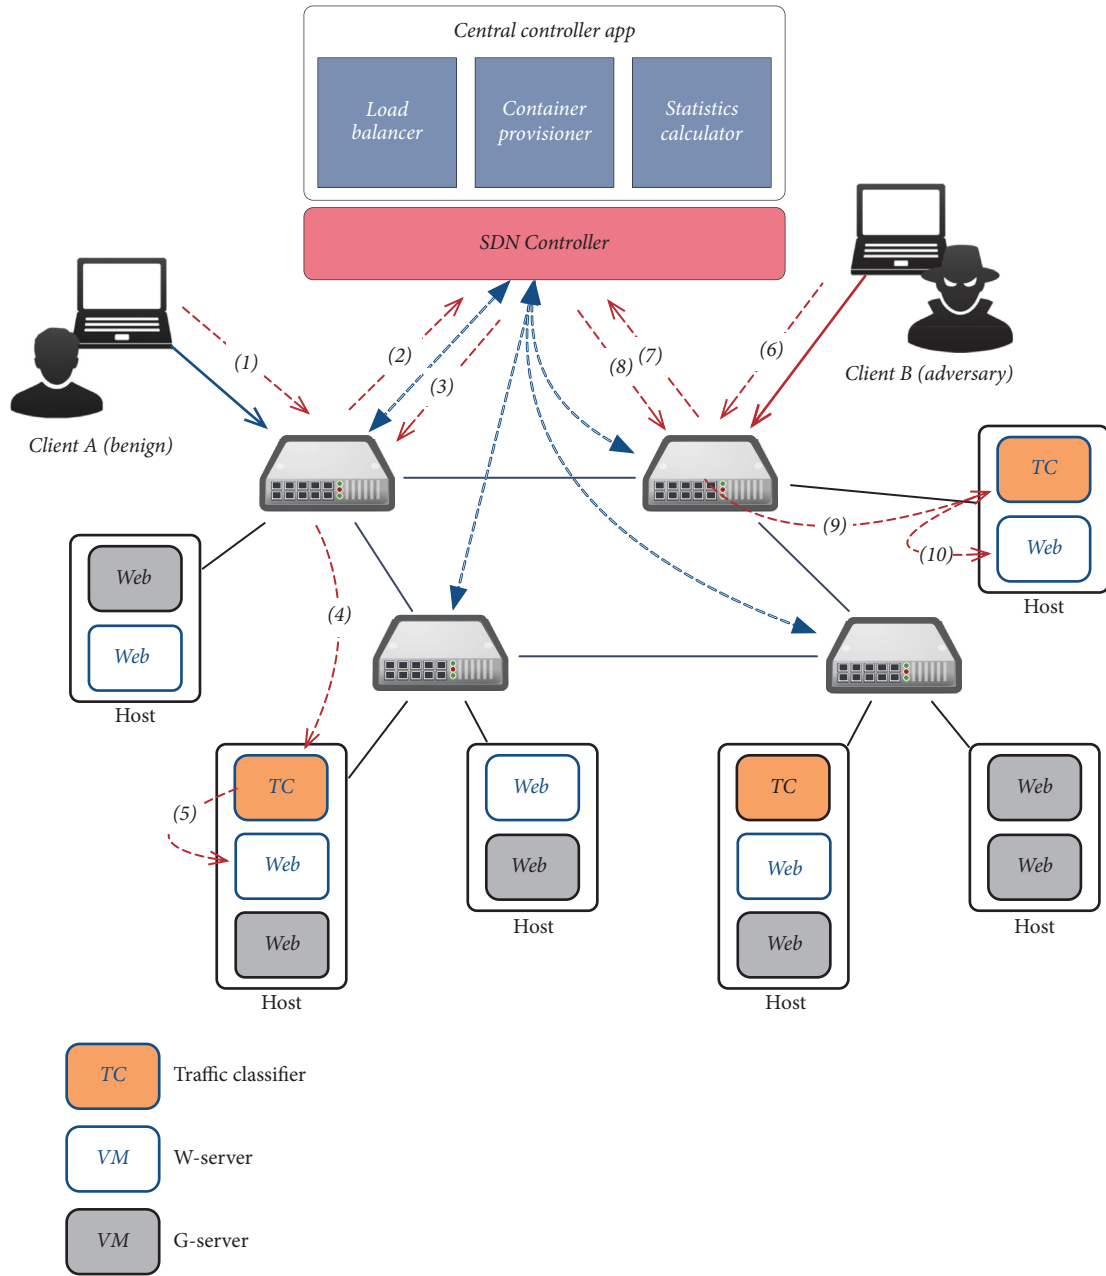 Central controller app
Load
balancer
Container
provisioner
Statistics
calculator
SDN Controller
(1)
(2)
(3)
(8)
(7)
(6)
Client A (benign)
Client B (adversary)
TC
Web
Host
(9)
(10)
Web
Web
Host
(4)
(5)
TC
Web
Web
Host
Web
Web
Host
TC
Web
Web
Host
Web
Web
Host
TC
Traffic classifier
VM
W-server
VM
G-server